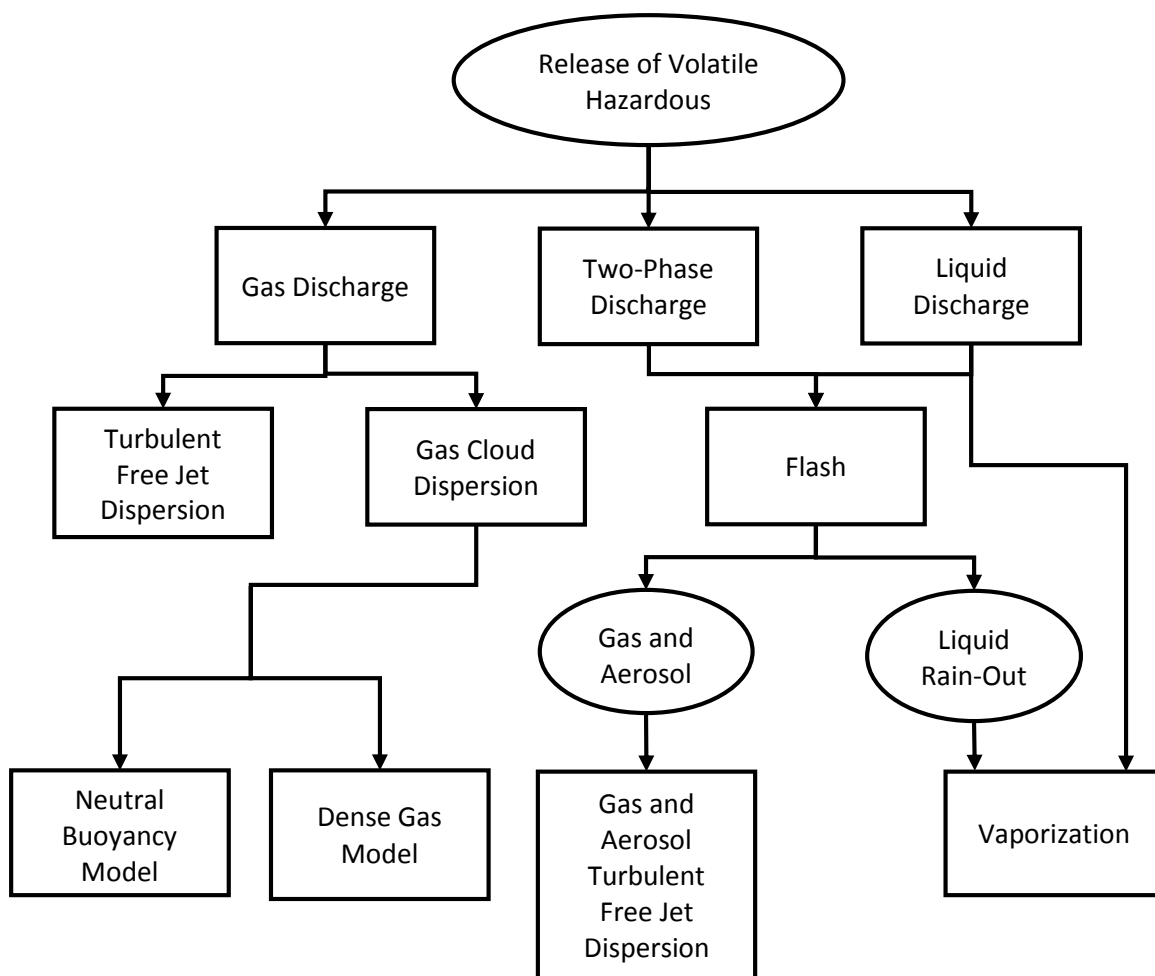 Release of Volatile
Hazardous
Gas Discharge
Two-Phase
Discharge
Liquid
Discharge
Turbulent
Free Jet
Dispersion
Gas Cloud
Dispersion
Flash
Gas and
Aerosol
Liquid
Rain-Out
Neutral
Buoyancy
Model
Dense Gas
Model
Gas and
Aerosol
Turbulent
Free Jet
Dispersion
Vaporization